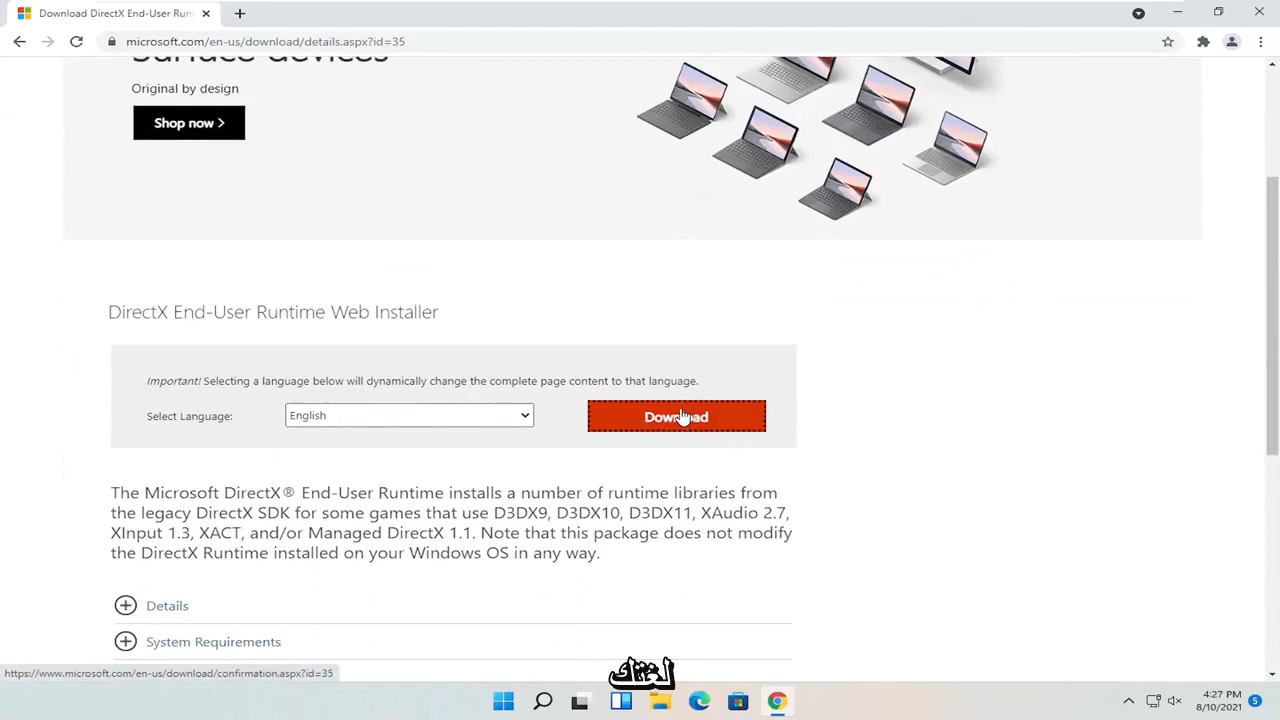 Download DirectX End-User Run
microsoft.com/en-us/download/details.aspx?id=35
Surface devices
Original by design
Shop now >
DirectX End-User Runtime Web Installer
Important! Selecting a language below will dynamically change the complete page content to that language.
Select Language:
English
Download
The Microsoft DirectX® End-User Runtime installs a number of runtime libraries from
the legacy DirectX SDK for some games that use D3DX9, D3DX10, D3DX11, XAudio 2.7,
XInput 1.3, XACT, and/or Managed DirectX 1.1. Note that this package does not modify
the DirectX Runtime installed on your Windows OS in any way.
Details
System Requirements
https://www.microsoft.com/en-us/download/confirmation.aspx?id=35
لغتك
4:27 PM
8/10/2021
5